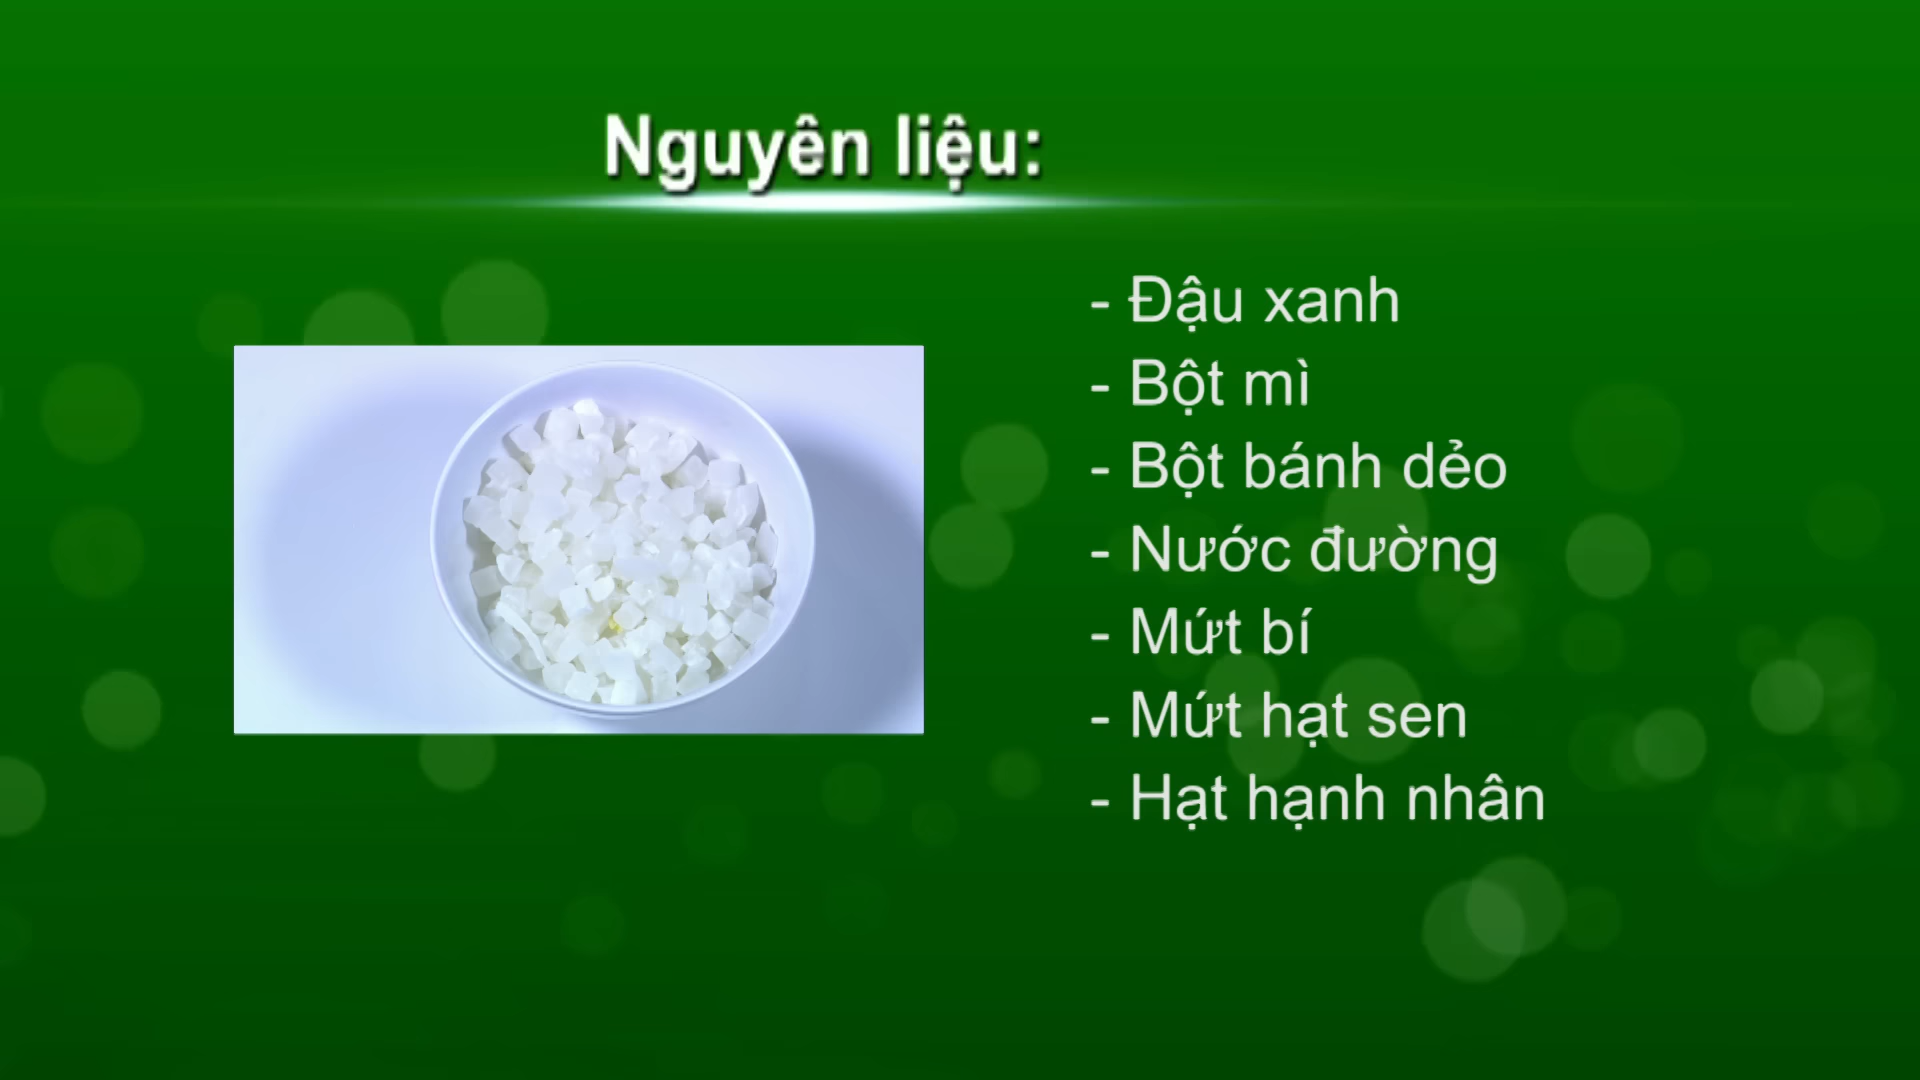 Nguyên liệu:
- Đậu xanh
- Bột mì
- Bột bánh dẻo
- Nước đường
- Mứt bí
- Mứt hạt sen
- Hạt hạnh nhân